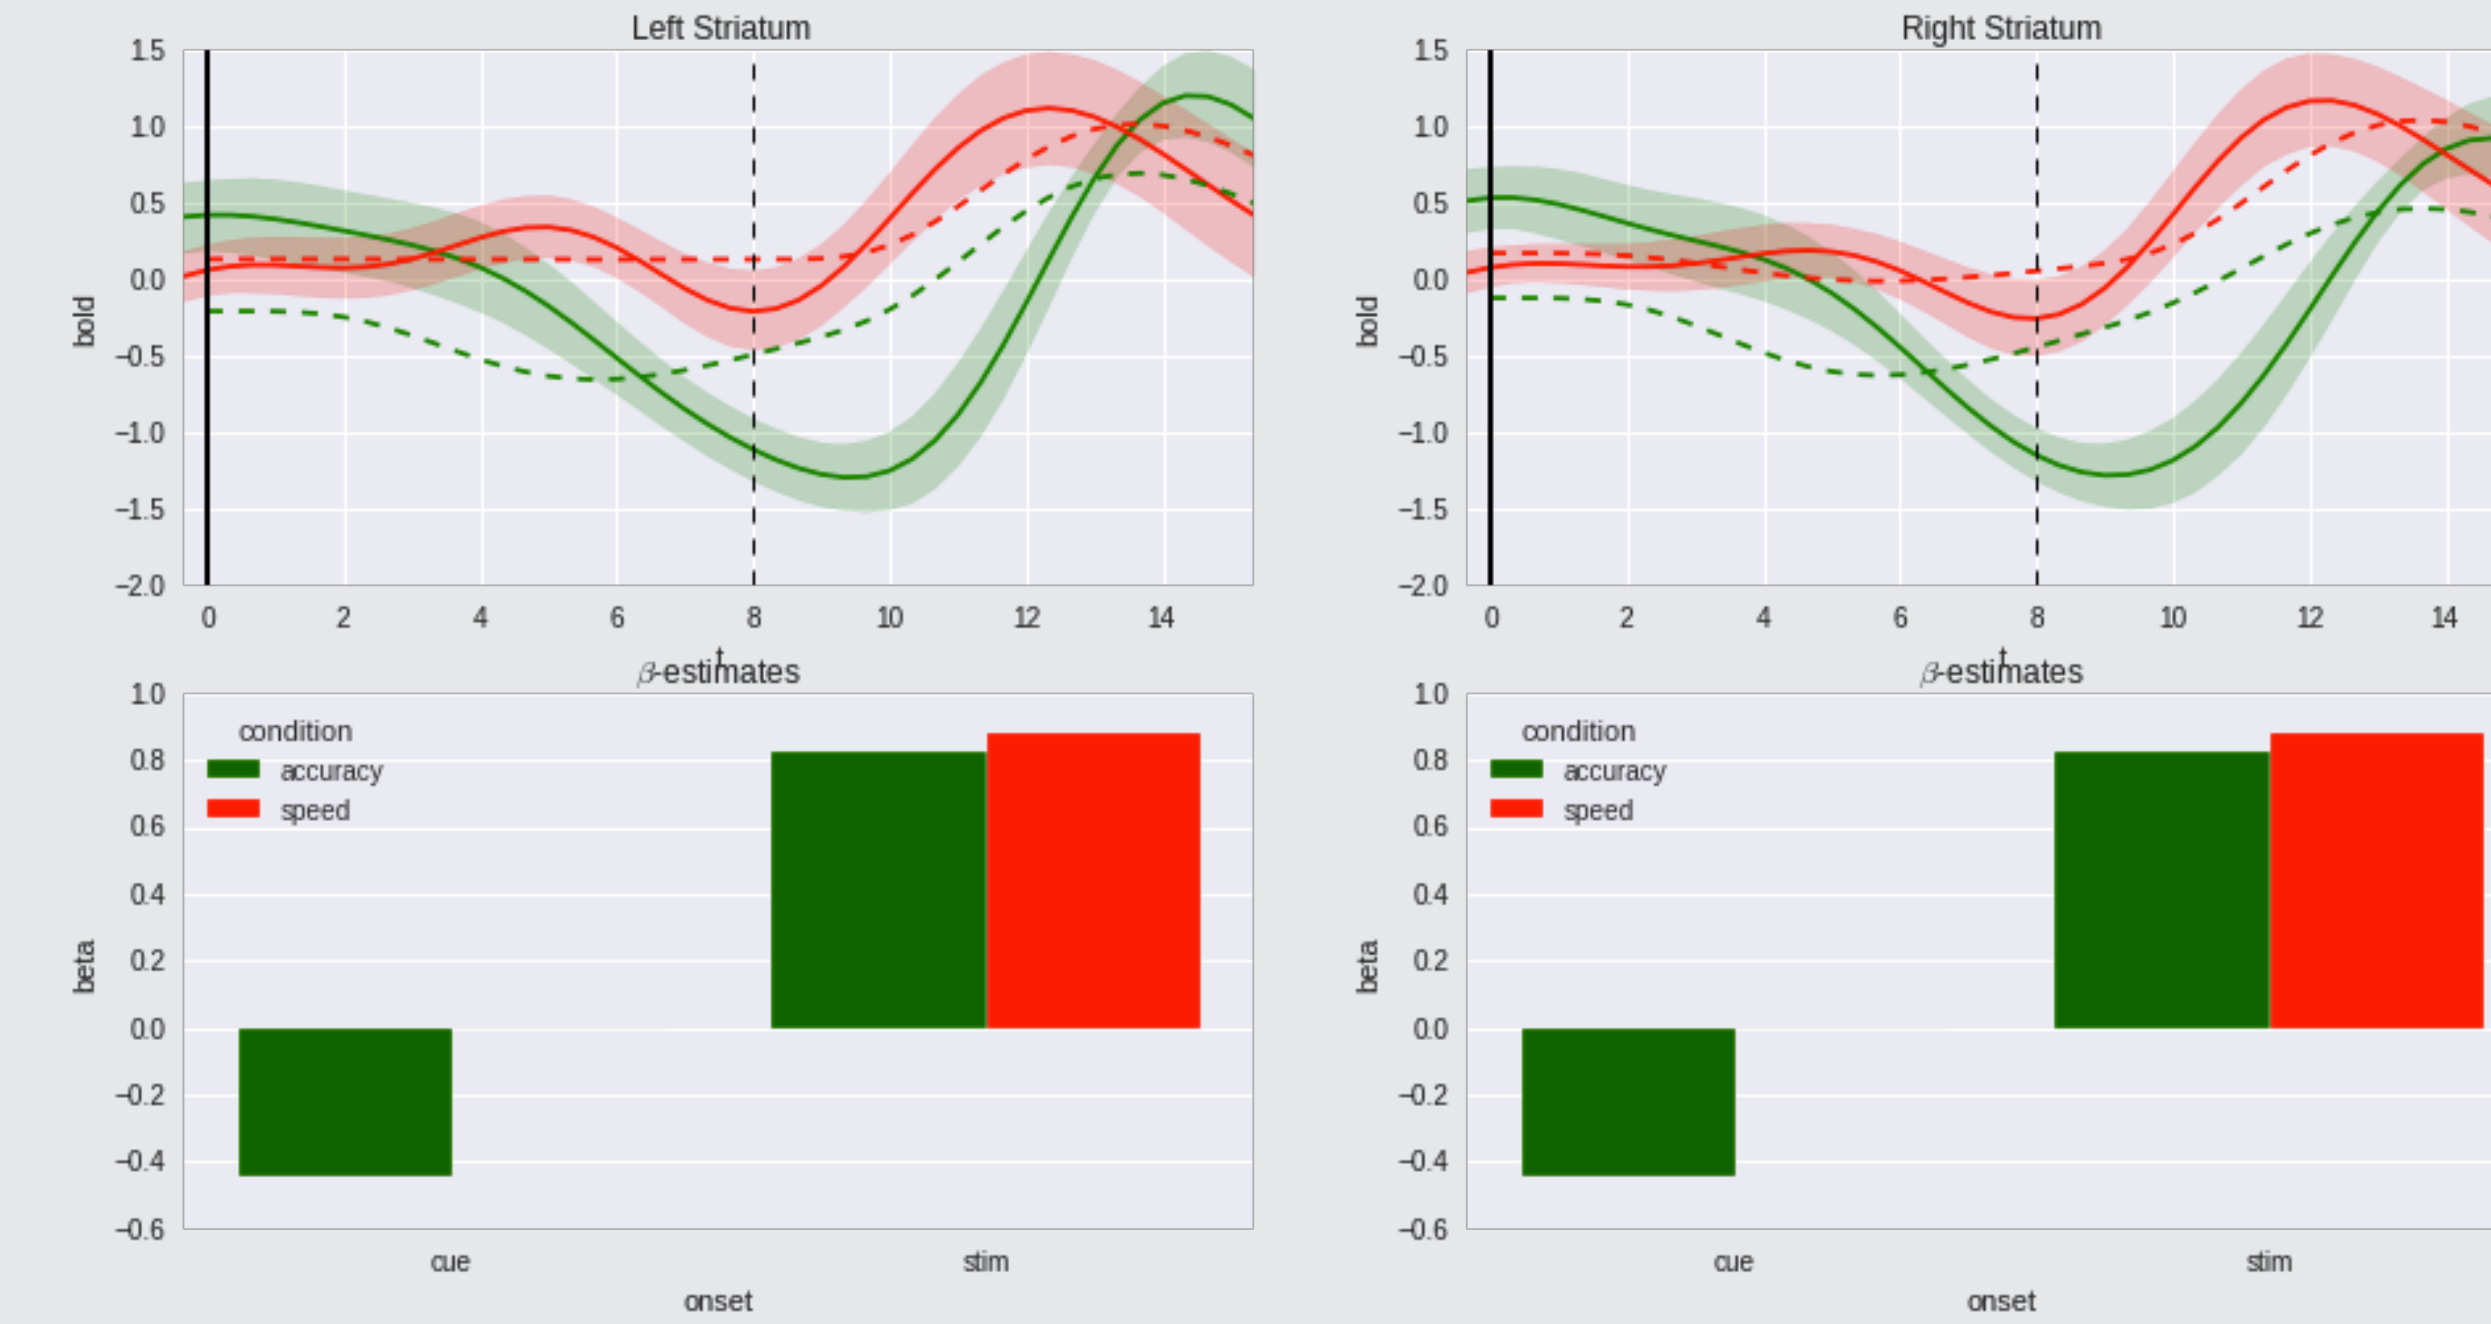 Left Striatum
1.5
1.0
0.5
0.0
−0.5
−1.0
−1.5
−2.0
bold
0 2 4 6 8 10 12 14
t
Right Striatum
1.5
1.0
0.5
0.0
−0.5
−1.0
−1.5
−2.0
bold
0 2 4 6 8 10 12 14
t
β-estimates
1.0
0.8
0.6
0.4
0.2
0.0
−0.2
−0.4
−0.6
beta
condition
accuracy
speed
cue stim
onset
β-estimates
1.0
0.8
0.6
0.4
0.2
0.0
−0.2
−0.4
−0.6
beta
condition
accuracy
speed
cue stim
onset